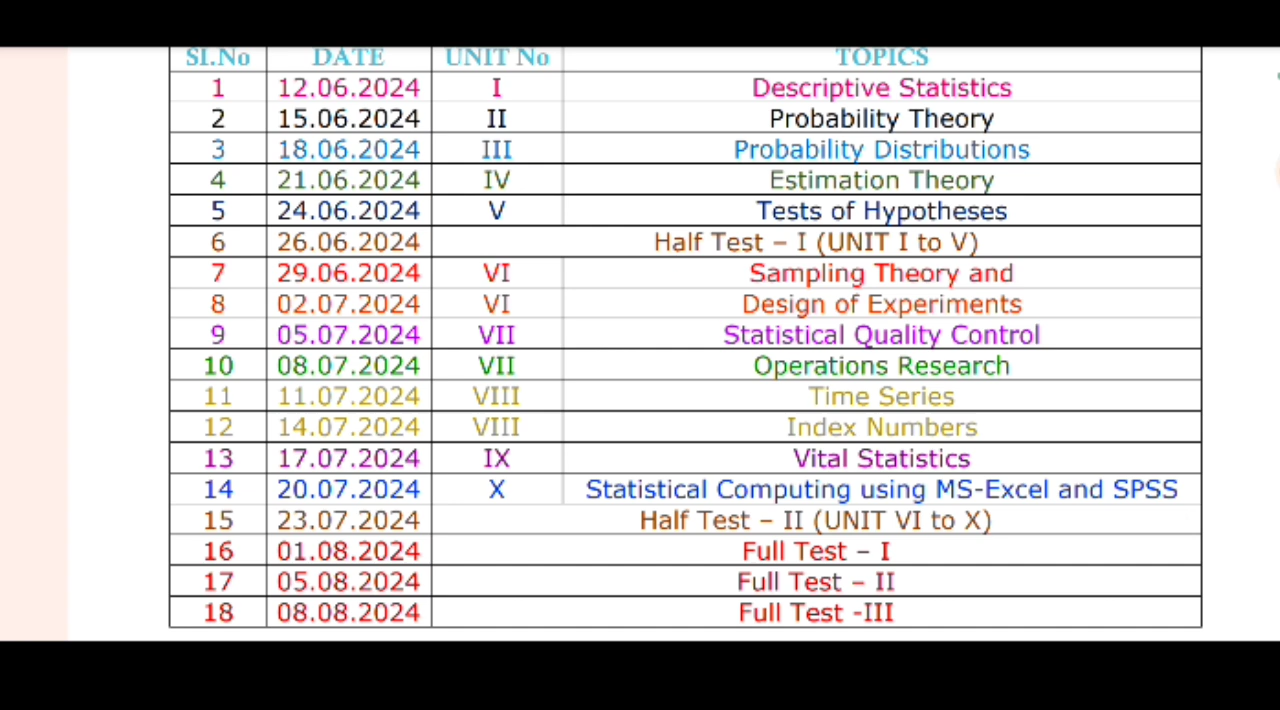 SI.No DATE UNIT No TOPICS
1 12.06.2024 I Descriptive Statistics
2 15.06.2024 II Probability Theory
3 18.06.2024 III Probability Distributions
4 21.06.2024 IV Estimation Theory
5 24.06.2024 V Tests of Hypotheses
6 26.06.2024 Half Test – I (UNIT I to V)
7 29.06.2024 VI Sampling Theory and
8 02.07.2024 VI Design of Experiments
9 05.07.2024 VII Statistical Quality Control
10 08.07.2024 VII Operations Research
11 11.07.2024 VIII Time Series
12 14.07.2024 VIII Index Numbers
13 17.07.2024 IX Vital Statistics
14 20.07.2024 X Statistical Computing using MS-Excel and SPSS
15 23.07.2024 Half Test – II (UNIT VI to X)
16 01.08.2024 Full Test – I
17 05.08.2024 Full Test – II
18 08.08.2024 Full Test -III